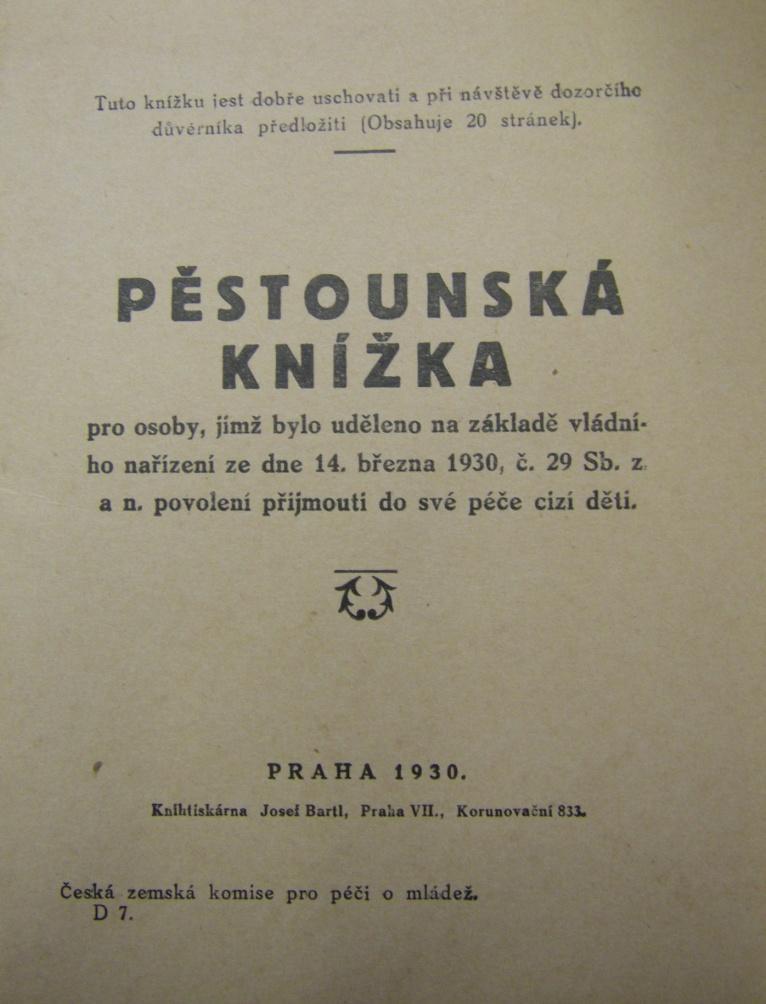 Tuto knížku jest dobře uschovati a při návštěvě dozorčího
důvérníka předložiti (Obsahuje 20 stránek).
PĚSTOUNSKÁ
KNÍŽKA
pro osoby, jimž bylo uděleno na základě vládní-
ho nařízení ze dne 14. března 1930, č. 29 Sb. z.
a n. povolení přijmouti do své péče cizí děti.
PRAHA 1930.
Knihtiskárna Josef Bartl, Praha VII., Korunovační 833.
Česká zemská komise pro péči o mládež.
D 7.